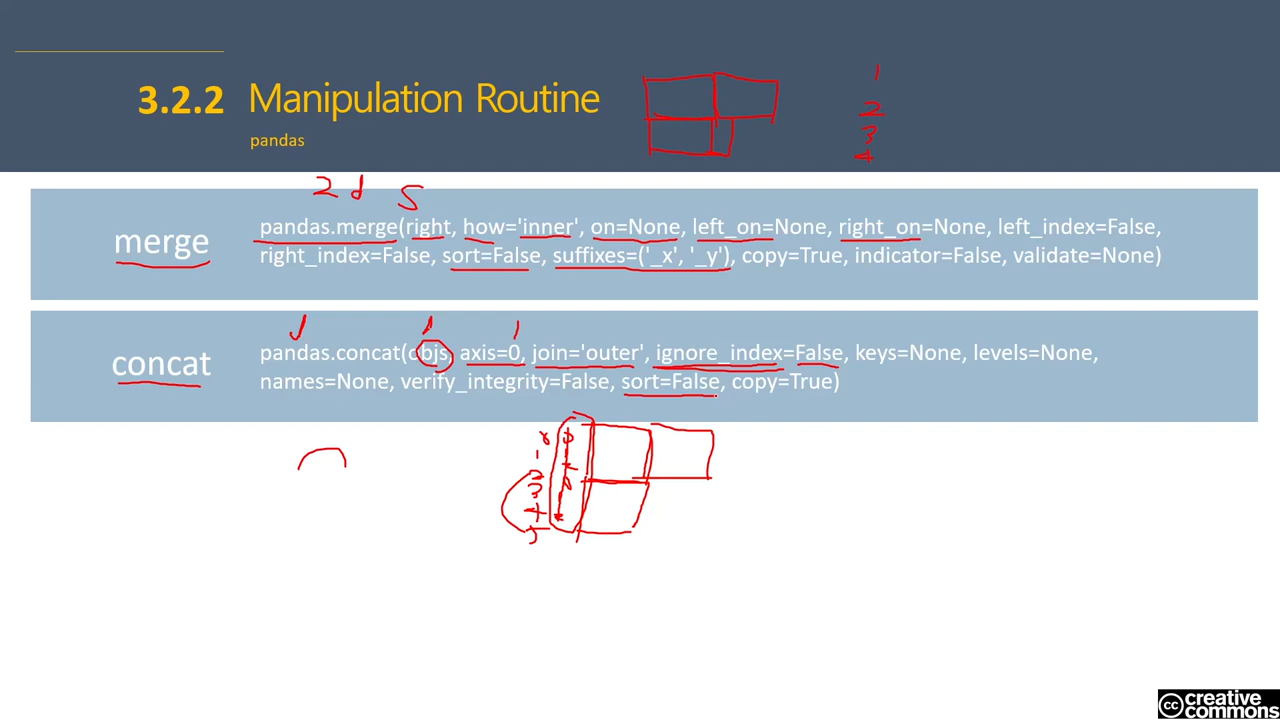 3.2.2 Manipulation Routine
pandas
1
2
3
4
2 d s
merge
pandas.merge(right, how='inner', on=None, left_on=None, right_on=None, left_index=False,
right_index=False, sort=False, suffixes=('_x', '_y'), copy=True, indicator=False, validate=None)
concat
pandas.concat(objs, axis=0, join='outer', ignore_index=False, keys=None, levels=None,
names=None, verify_integrity=False, sort=False, copy=True)
3
4
5
cc creative
commons